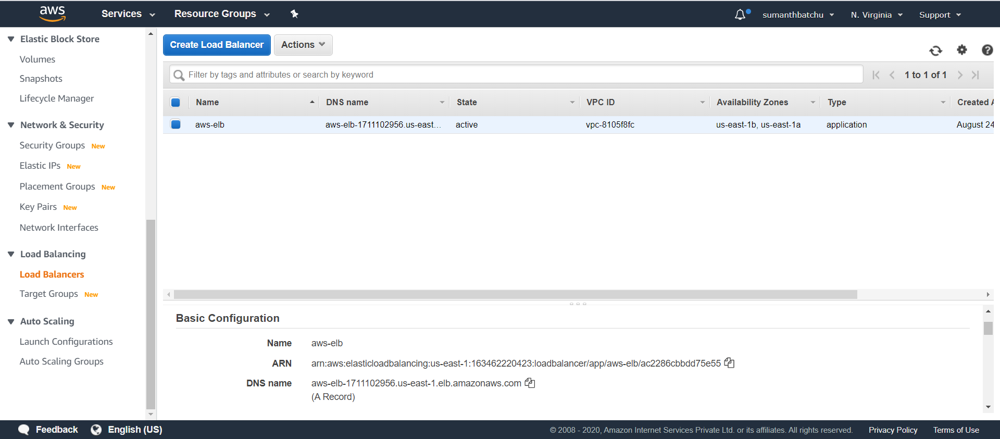 aws
Services
Resource Groups
sumanthbatchu
N. Virginia
Support
Elastic Block Store
Volumes
Snapshots
Lifecycle Manager
Network & Security
Security Groups New
Elastic IPs New
Placement Groups New
Key Pairs New
Network Interfaces
Load Balancing
Load Balancers
Target Groups New
Auto Scaling
Launch Configurations
Auto Scaling Groups
Create Load Balancer
Actions
Filter by tags and attributes or search by keyword
1 to 1 of 1
Name DNS name State VPC ID Availability Zones Type Created A
aws-elb aws-elb-1711102956.us-east... active vpc-8105f8fc us-east-1b, us-east-1a application August 24
Basic Configuration
Name aws-elb
ARN arn:aws:elasticloadbalancing:us-east-1:163462220423:loadbalancer/app/aws-elb/ac2286cbbdd75e55
DNS name aws-elb-1711102956.us-east-1.elb.amazonaws.com
(A Record)
Feedback
English (US)
© 2008 - 2020, Amazon Internet Services Private Ltd. or its affiliates. All rights reserved.
Privacy Policy
Terms of Use